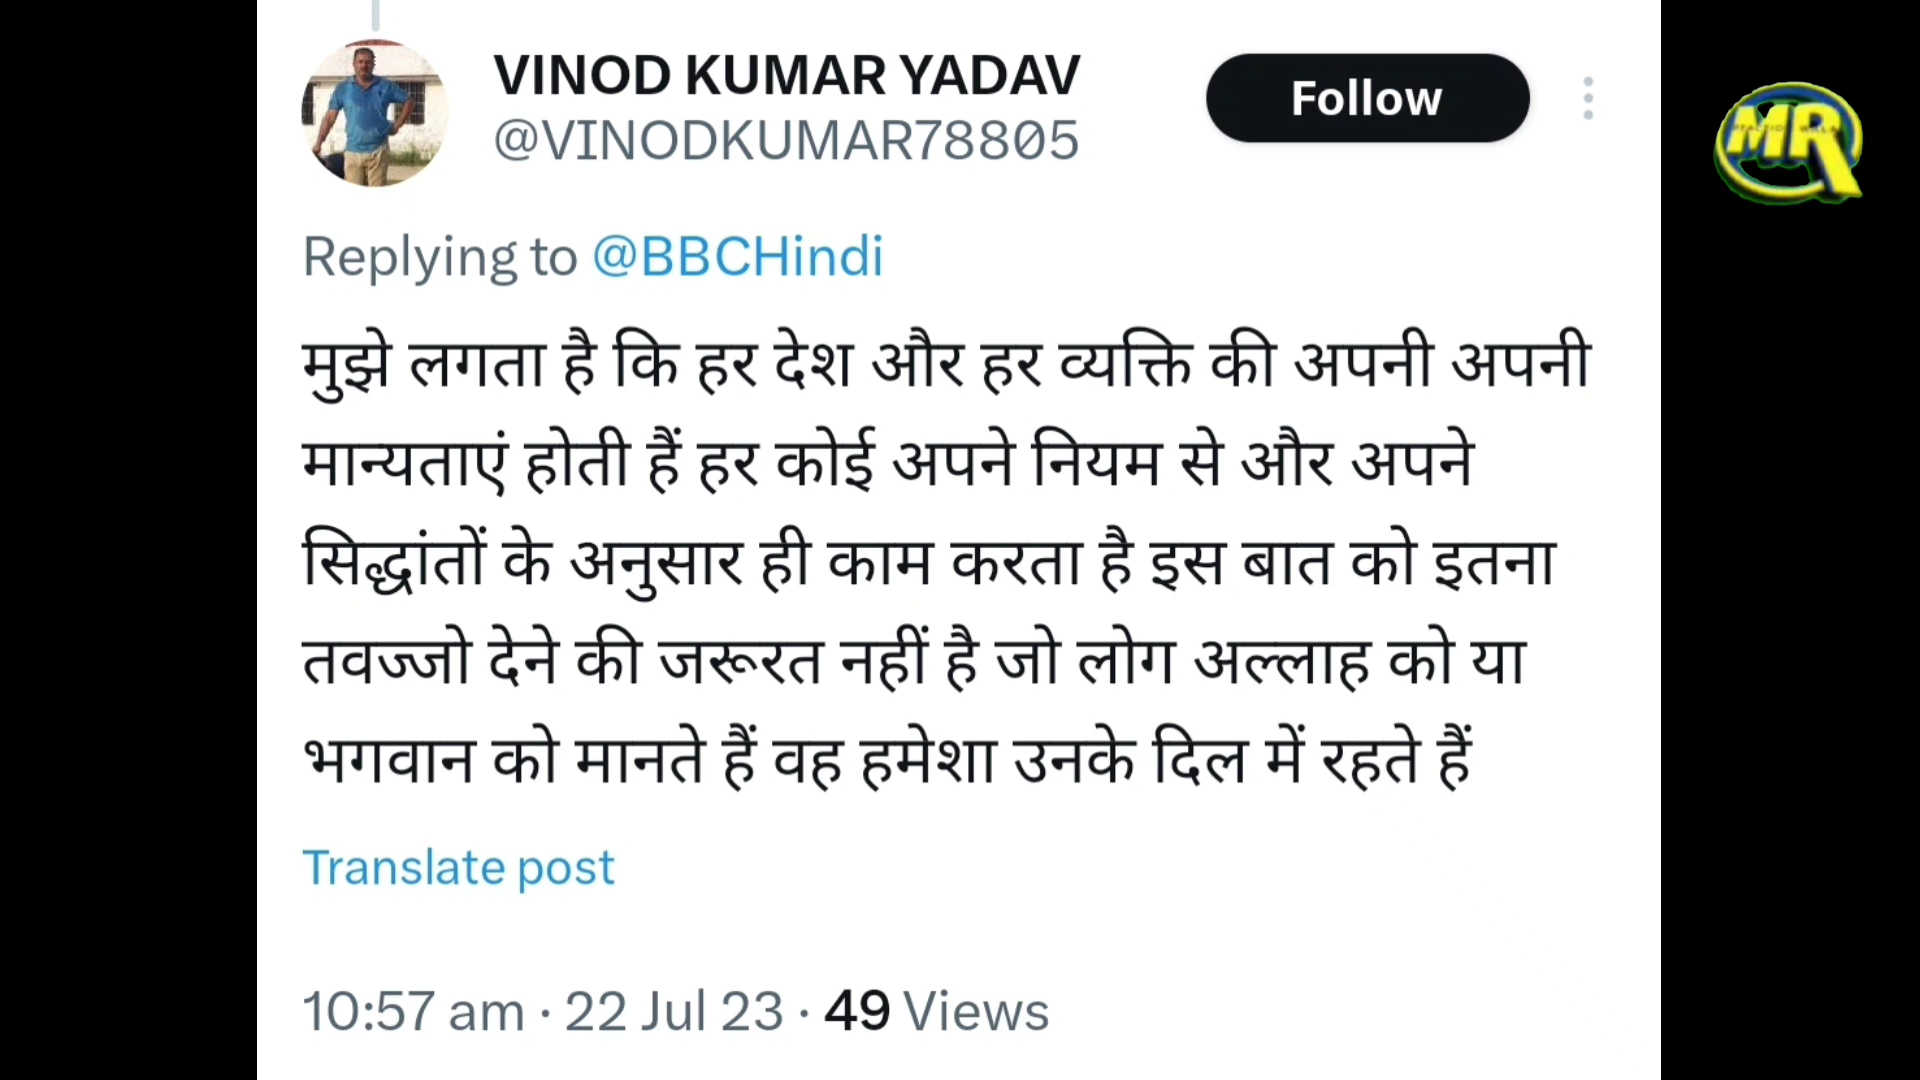 VINOD KUMAR YADAV
@VINODKUMAR78805
Follow
Replying to @BBCHindi
मुझे लगता है कि हर देश और हर व्यक्ति की अपनी अपनी
मान्यताएं होती हैं हर कोई अपने नियम से और अपने
सिद्धांतों के अनुसार ही काम करता है इस बात को इतना
तवज्जो देने की जरूरत नहीं है जो लोग अल्लाह को या
भगवान को मानते हैं वह हमेशा उनके दिल में रहते हैं
Translate post
10:57 am · 22 Jul 23 · 49 Views
MR